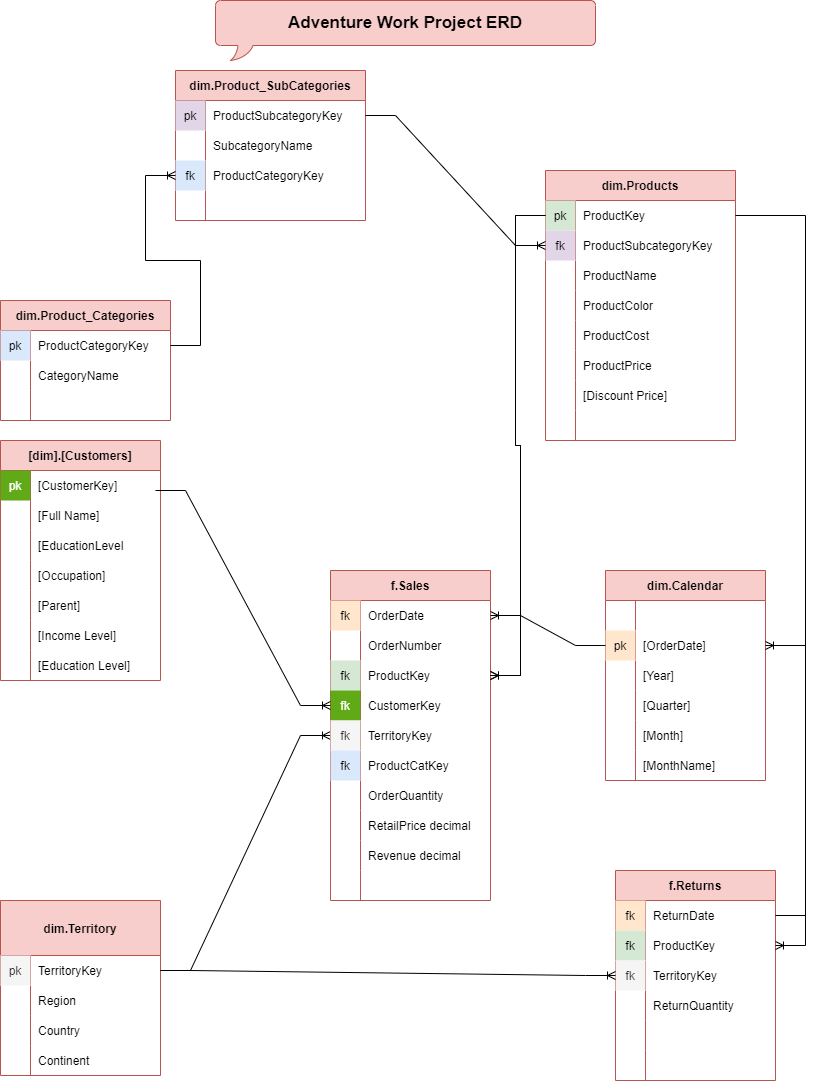 Adventure Work Project ERD
dim.Product_SubCategories
pk ProductSubcategoryKey
SubcategoryName
fk ProductCategoryKey
dim.Products
pk ProductKey
fk ProductSubcategoryKey
ProductName
ProductColor
ProductCost
ProductPrice
[Discount Price]
dim.Product_Categories
pk ProductCategoryKey
CategoryName
[dim].[Customers]
pk [CustomerKey]
[Full Name]
[EducationLevel
[Occupation]
[Parent]
[Income Level]
[Education Level]
f.Sales
fk OrderDate
OrderNumber
fk ProductKey
fk CustomerKey
fk TerritoryKey
fk ProductCatKey
OrderQuantity
RetailPrice decimal
Revenue decimal
dim.Calendar
pk [OrderDate]
[Year]
[Quarter]
[Month]
[MonthName]
dim.Territory
pk TerritoryKey
Region
Country
Continent
f.Returns
fk ReturnDate
fk ProductKey
fk TerritoryKey
ReturnQuantity